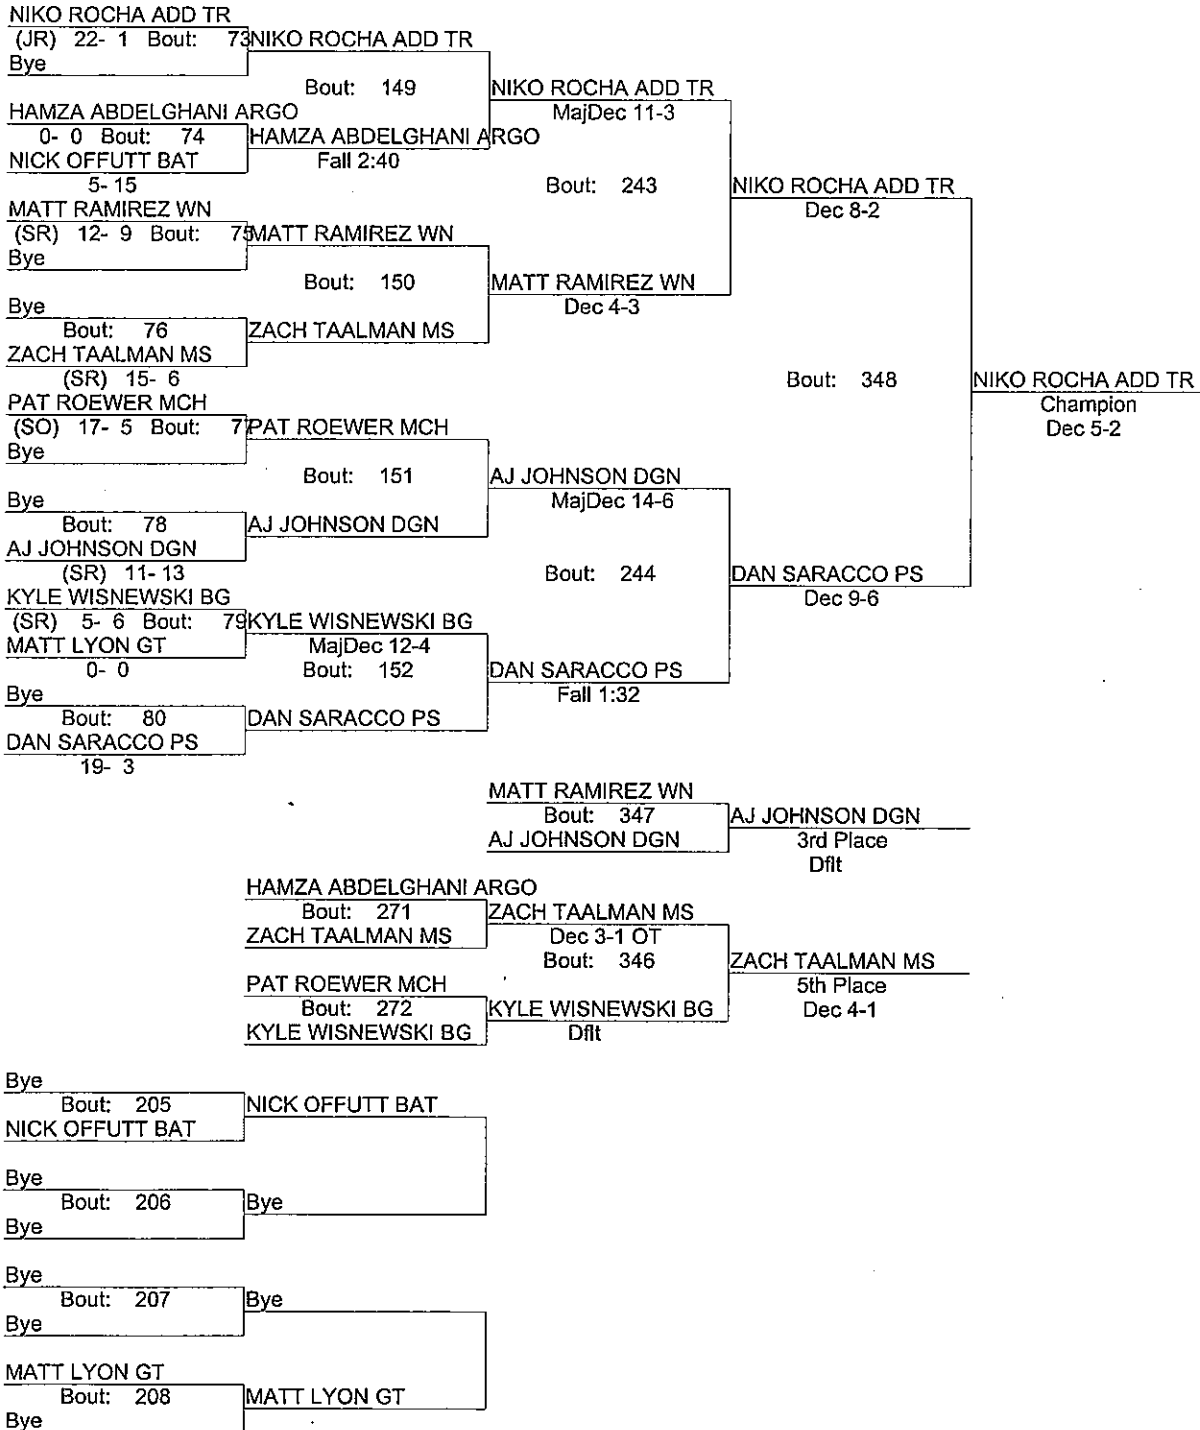 NIKO ROCHA ADD TR
(JR) 22- 1 Bout: 73
Bye
NIKO ROCHA ADD TR
Bout: 149
HAMZA ABDELGHANI ARGO
0- 0 Bout: 74
NICK OFFUTT BAT
5- 15
HAMZA ABDELGHANI ARGO
Fall 2:40
NIKO ROCHA ADD TR
MajDec 11-3
Bout: 243
MATT RAMIREZ WN
(SR) 12- 9 Bout: 75
Bye
MATT RAMIREZ WN
Bout: 150
Bye
Bout: 76
ZACH TAALMAN MS
(SR) 15- 6
ZACH TAALMAN MS
MATT RAMIREZ WN
Dec 4-3
NIKO ROCHA ADD TR
Dec 8-2
Bout: 348
NIKO ROCHA ADD TR
Champion
Dec 5-2
PAT ROEWER MCH
(SO) 17- 5 Bout: 77
Bye
PAT ROEWER MCH
Bout: 151
Bye
Bout: 78
AJ JOHNSON DGN
(SR) 11- 13
AJ JOHNSON DGN
AJ JOHNSON DGN
MajDec 14-6
Bout: 244
KYLE WISNEWSKI BG
(SR) 5- 6 Bout: 79
MATT LYON GT
0- 0
KYLE WISNEWSKI BG
MajDec 12-4
Bout: 152
Bye
Bout: 80
DAN SARACCO PS
19- 3
DAN SARACCO PS
DAN SARACCO PS
Fall 1:32
DAN SARACCO PS
Dec 9-6
MATT RAMIREZ WN
Bout: 347
AJ JOHNSON DGN
AJ JOHNSON DGN
3rd Place
Dflt
HAMZA ABDELGHANI ARGO
Bout: 271
ZACH TAALMAN MS
ZACH TAALMAN MS
Dec 3-1 OT
Bout: 346
PAT ROEWER MCH
Bout: 272
KYLE WISNEWSKI BG
KYLE WISNEWSKI BG
Dflt
ZACH TAALMAN MS
5th Place
Dec 4-1
Bye
Bout: 205
NICK OFFUTT BAT
NICK OFFUTT BAT
Bye
Bout: 206
Bye
Bye
Bye
Bout: 207
Bye
Bye
MATT LYON GT
Bout: 208
Bye
MATT LYON GT